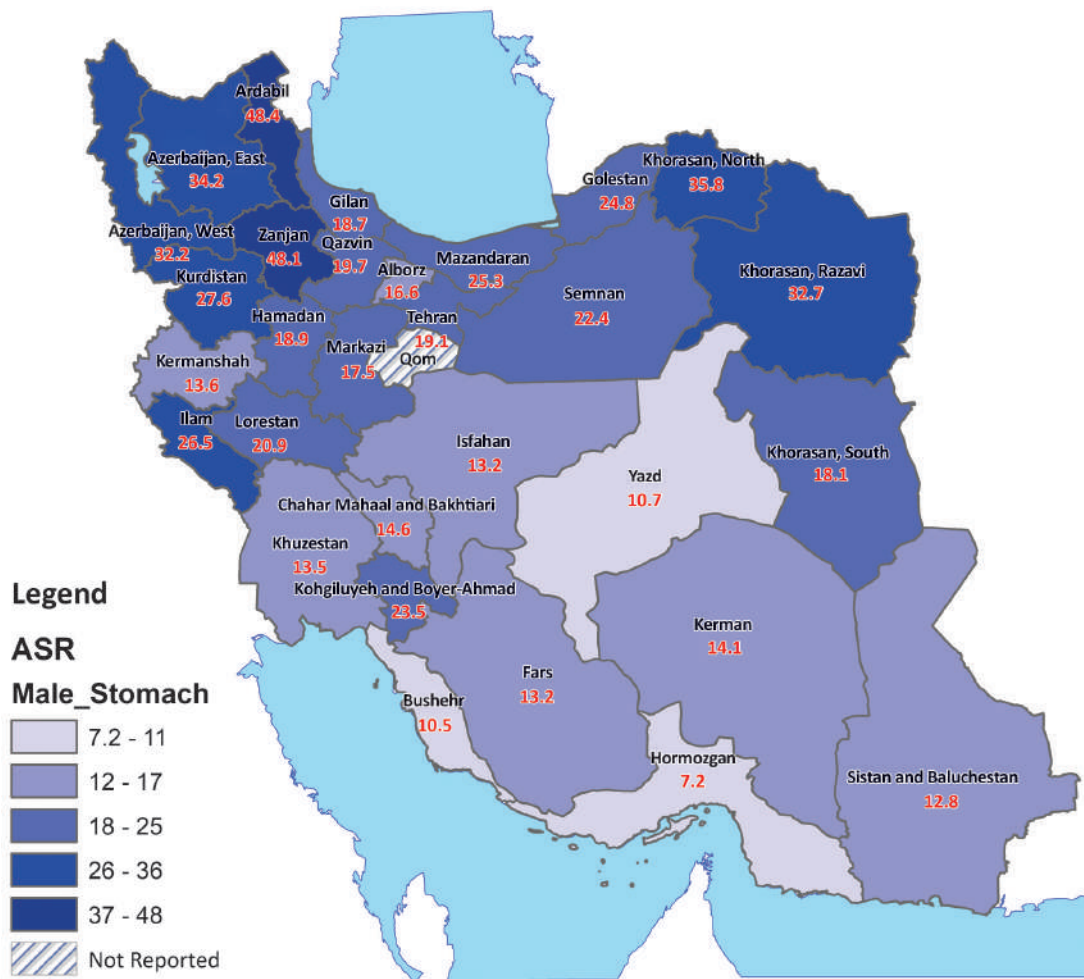 Ardabil
48.4
Azerbaijan, East
34.2
Khorasan, North
35.8
Golestan
24.8
Gilan
18.7
Azerbaijan, West
32.2
Zanjan
48.1
Qazvin
19.7
Mazandaran
25.3
Alborz
16.6
Khorasan, Razavi
32.7
Kurdistan
27.6
Semnan
22.4
Hamadan
18.9
Tehran
19.1
Markazi
17.5
Qom
Kermanshah
13.6
Ilam
26.5
Lorestan
20.9
Isfahan
13.2
Khorasan, South
18.1
Yazd
10.7
Chahar Mahaal and Bakhtiari
14.6
Khuzestan
13.5
Kohgiluyeh and Boyer-Ahmad
23.5
Kerman
14.1
Fars
13.2
Bushehr
10.5
Hormozgan
7.2
Sistan and Baluchestan
12.8
Legend
ASR
Male_Stomach
7.2 - 11
12 - 17
18 - 25
26 - 36
37 - 48
Not Reported